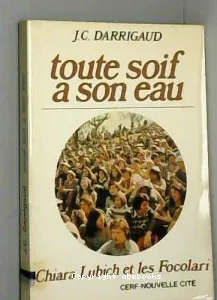 J.C. DARRIGAUD
toute soif
a son eau
Chiara Lubich et les Focolari
CERF-NOUVELLE CITÉ